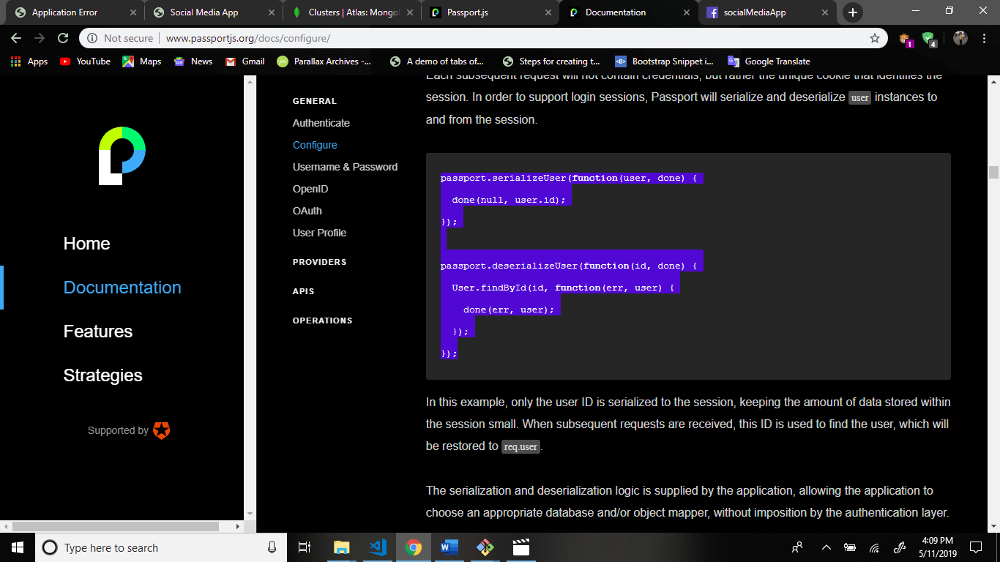 Application Error
Social Media App
Clusters | Atlas: Mongo
Passport.js
Documentation
socialMediaApp
Not secure | www.passportjs.org/docs/configure/
Apps
YouTube
Maps
News
Gmail
Parallax Archives -...
A demo of tabs of...
Steps for creating t...
Bootstrap Snippet i...
Google Translate
1
4
Home
Documentation
Features
Strategies
Supported by
GENERAL
Authenticate
Configure
Username & Password
OpenID
OAuth
User Profile
PROVIDERS
APIS
OPERATIONS
Each subsequent request will not contain credentials, but rather the unique cookie that identifies the
session. In order to support login sessions, Passport will serialize and deserialize user instances to
and from the session.
passport.serializeUser(function(user, done) {
  done(null, user.id);
});
passport.deserializeUser(function(id, done) {
  User.findById(id, function(err, user) {
    done(err, user);
  });
});
In this example, only the user ID is serialized to the session, keeping the amount of data stored within
the session small. When subsequent requests are received, this ID is used to find the user, which will
be restored to req.user.
The serialization and deserialization logic is supplied by the application, allowing the application to
choose an appropriate database and/or object mapper, without imposition by the authentication layer.
Type here to search
4:09 PM
5/11/2019